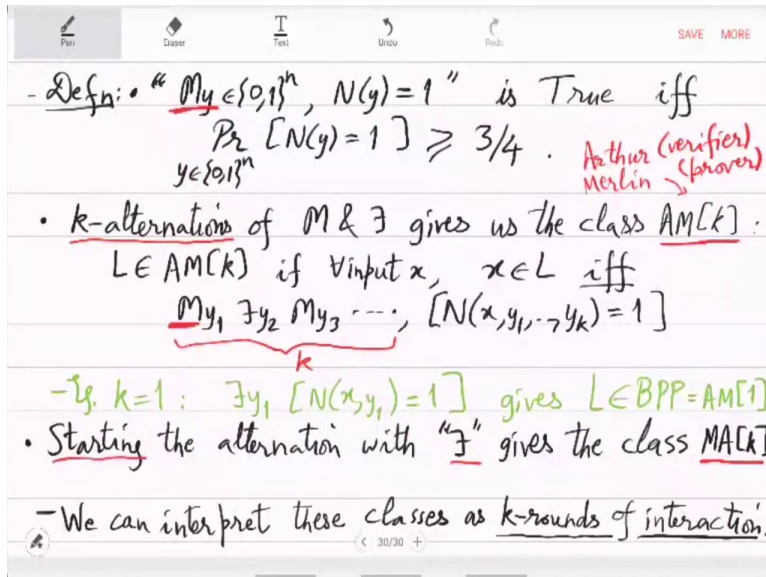 Pen Eraser Text Undo Redo SAVE MORE
- Defn: • " My ∈ {0,1}ⁿ, N(y) = 1 " is True iff
Pr [N(y) = 1] ⩾ 3/4 .
y∈{0,1}ⁿ
Arthur (verifier)
Merlin (prover)
• k-alternations of M & ∃ gives us the class AM[k] :
L ∈ AM[k] if ∀input x, x∈L iff
My₁ ∃y₂ My₃ ----, [N(x,y₁,..,yₖ) = 1]
k
- Eg. k=1 : ∃y₁ [N(x,y₁) = 1] gives L∈BPP = AM[1]
• Starting the alternation with "∃" gives the class MA[k]
- We can interpret these classes as k-rounds of interaction.
< 30/30 +